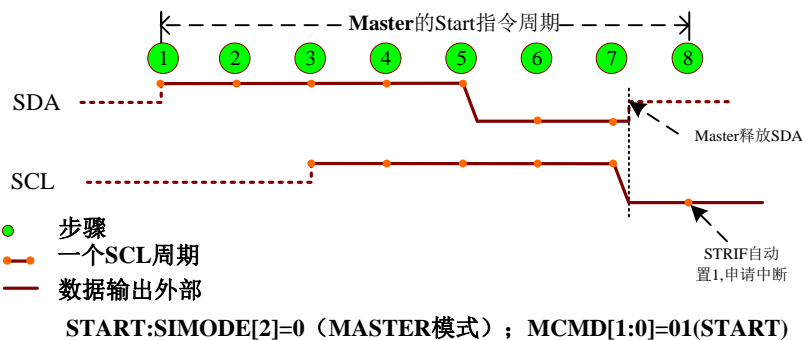 Master的Start指令周期
1 2 3 4 5 6 7 8
SDA
Master释放SDA
SCL
STRIF自动
置1,申请中断
步骤
一个SCL周期
数据输出外部
START:SIMODE[2]=0（MASTER模式）；MCMD[1:0]=01(START)